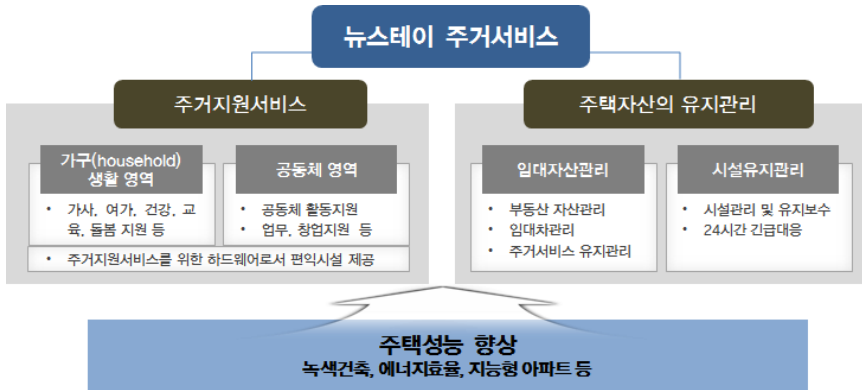 뉴스테이 주거서비스
주거지원서비스
주택자산의 유지관리
가구(household)
생활 영역
• 가사, 여가, 건강, 교
육, 돌봄 지원 등
공동체 영역
• 공동체 활동지원
• 업무, 창업지원 등
• 주거지원서비스를 위한 하드웨어로서 편익시설 제공
임대자산관리
• 부동산 자산관리
• 임대차관리
• 주거서비스 유지관리
시설유지관리
• 시설관리 및 유지보수
• 24시간 긴급대응
주택성능 향상
녹색건축, 에너지효율, 지능형 아파트 등